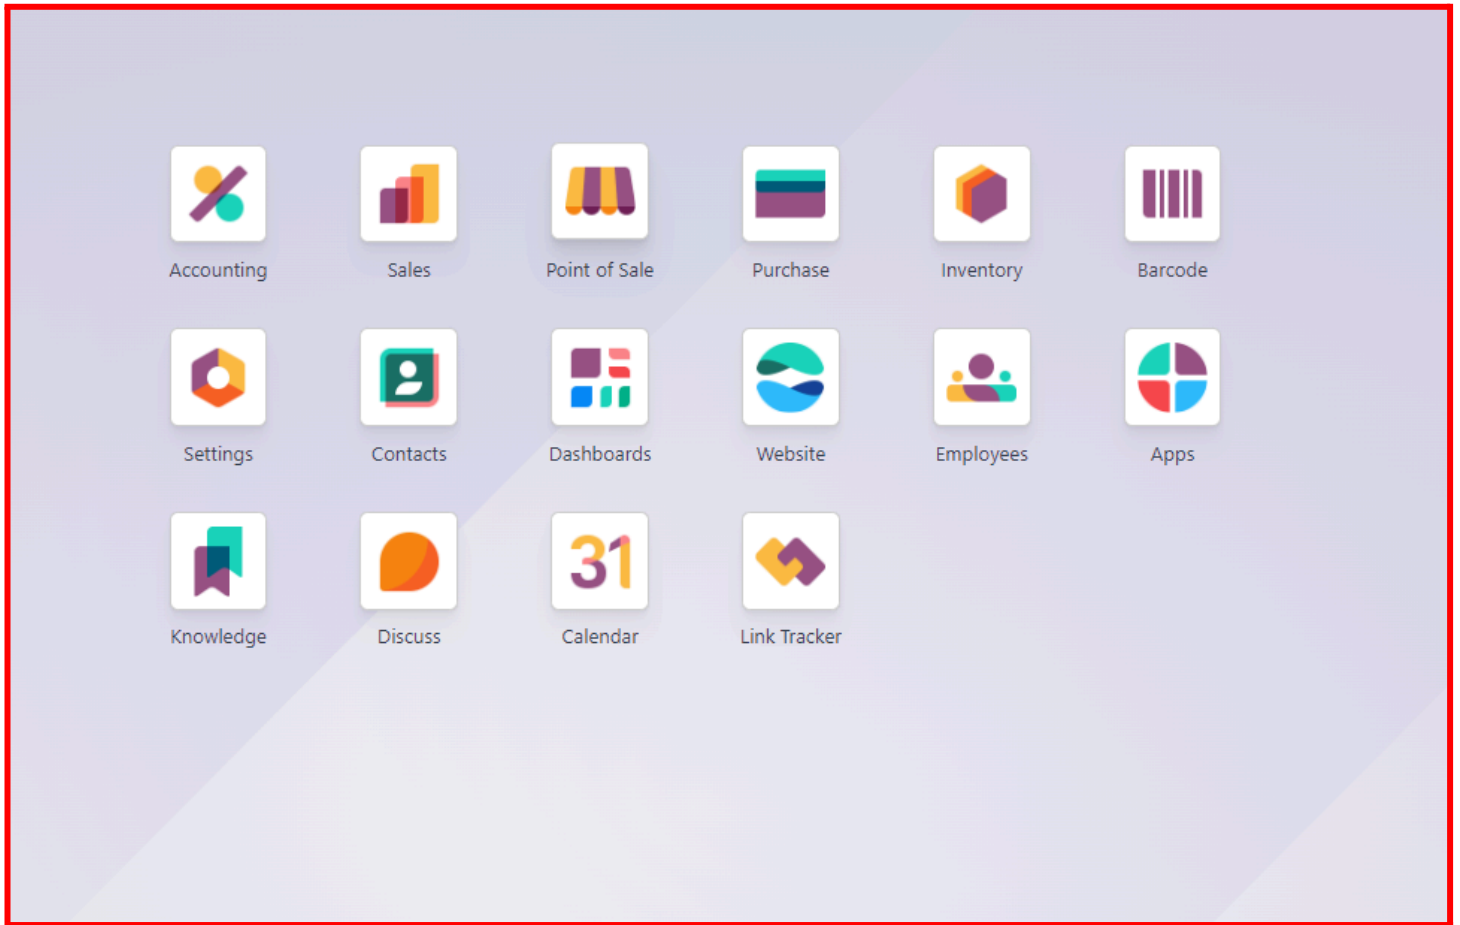 Accounting
Sales
Point of Sale
Purchase
Inventory
Barcode
Settings
Contacts
Dashboards
Website
Employees
Apps
Knowledge
Discuss
31
Calendar
Link Tracker